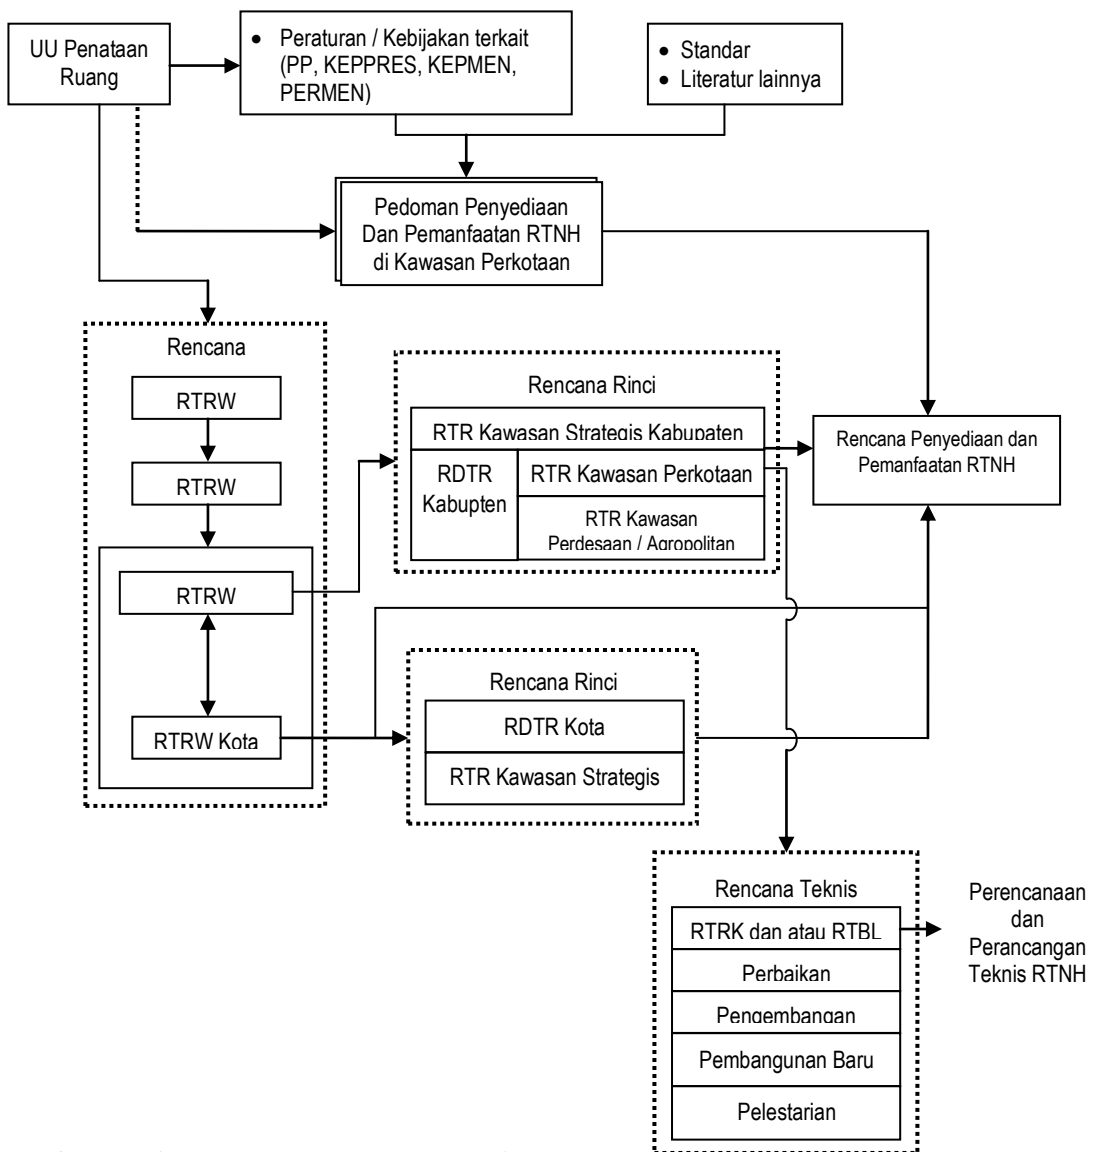 UU Penataan
Ruang
• Peraturan / Kebijakan terkait
(PP, KEPPRES, KEPMEN,
PERMEN)
• Standar
• Literatur lainnya
Pedoman Penyediaan
Dan Pemanfaatan RTNH
di Kawasan Perkotaan
Rencana
RTRW
RTRW
RTRW
RTRW Kota
Rencana Rinci
RTR Kawasan Strategis Kabupaten
RDTR
Kabupten
RTR Kawasan Perkotaan
RTR Kawasan
Perdesaan / Agropolitan
Rencana Penyediaan dan
Pemanfaatan RTNH
Rencana Rinci
RDTR Kota
RTR Kawasan Strategis
Rencana Teknis
RTRK dan atau RTBL
Perbaikan
Pengembangan
Pembangunan Baru
Pelestarian
Perencanaan
dan
Perancangan
Teknis RTNH